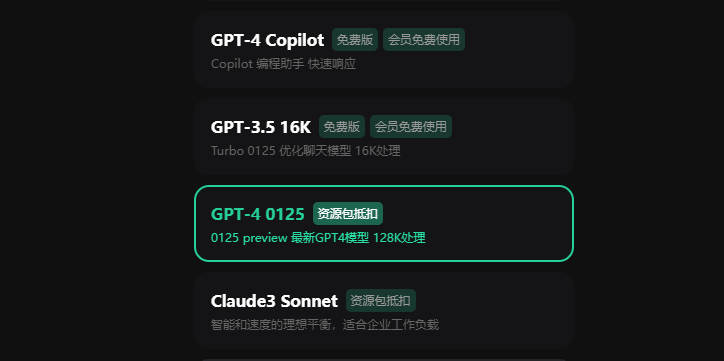 GPT-4 Copilot 免费版 会员免费使用
Copilot 编程助手 快速响应
GPT-3.5 16K 免费版 会员免费使用
Turbo 0125 优化聊天模型 16K处理
GPT-4 0125 资源包抵扣
0125 preview 最新GPT4模型 128K处理
Claude3 Sonnet 资源包抵扣
智能和速度的理想平衡，适合企业工作负载